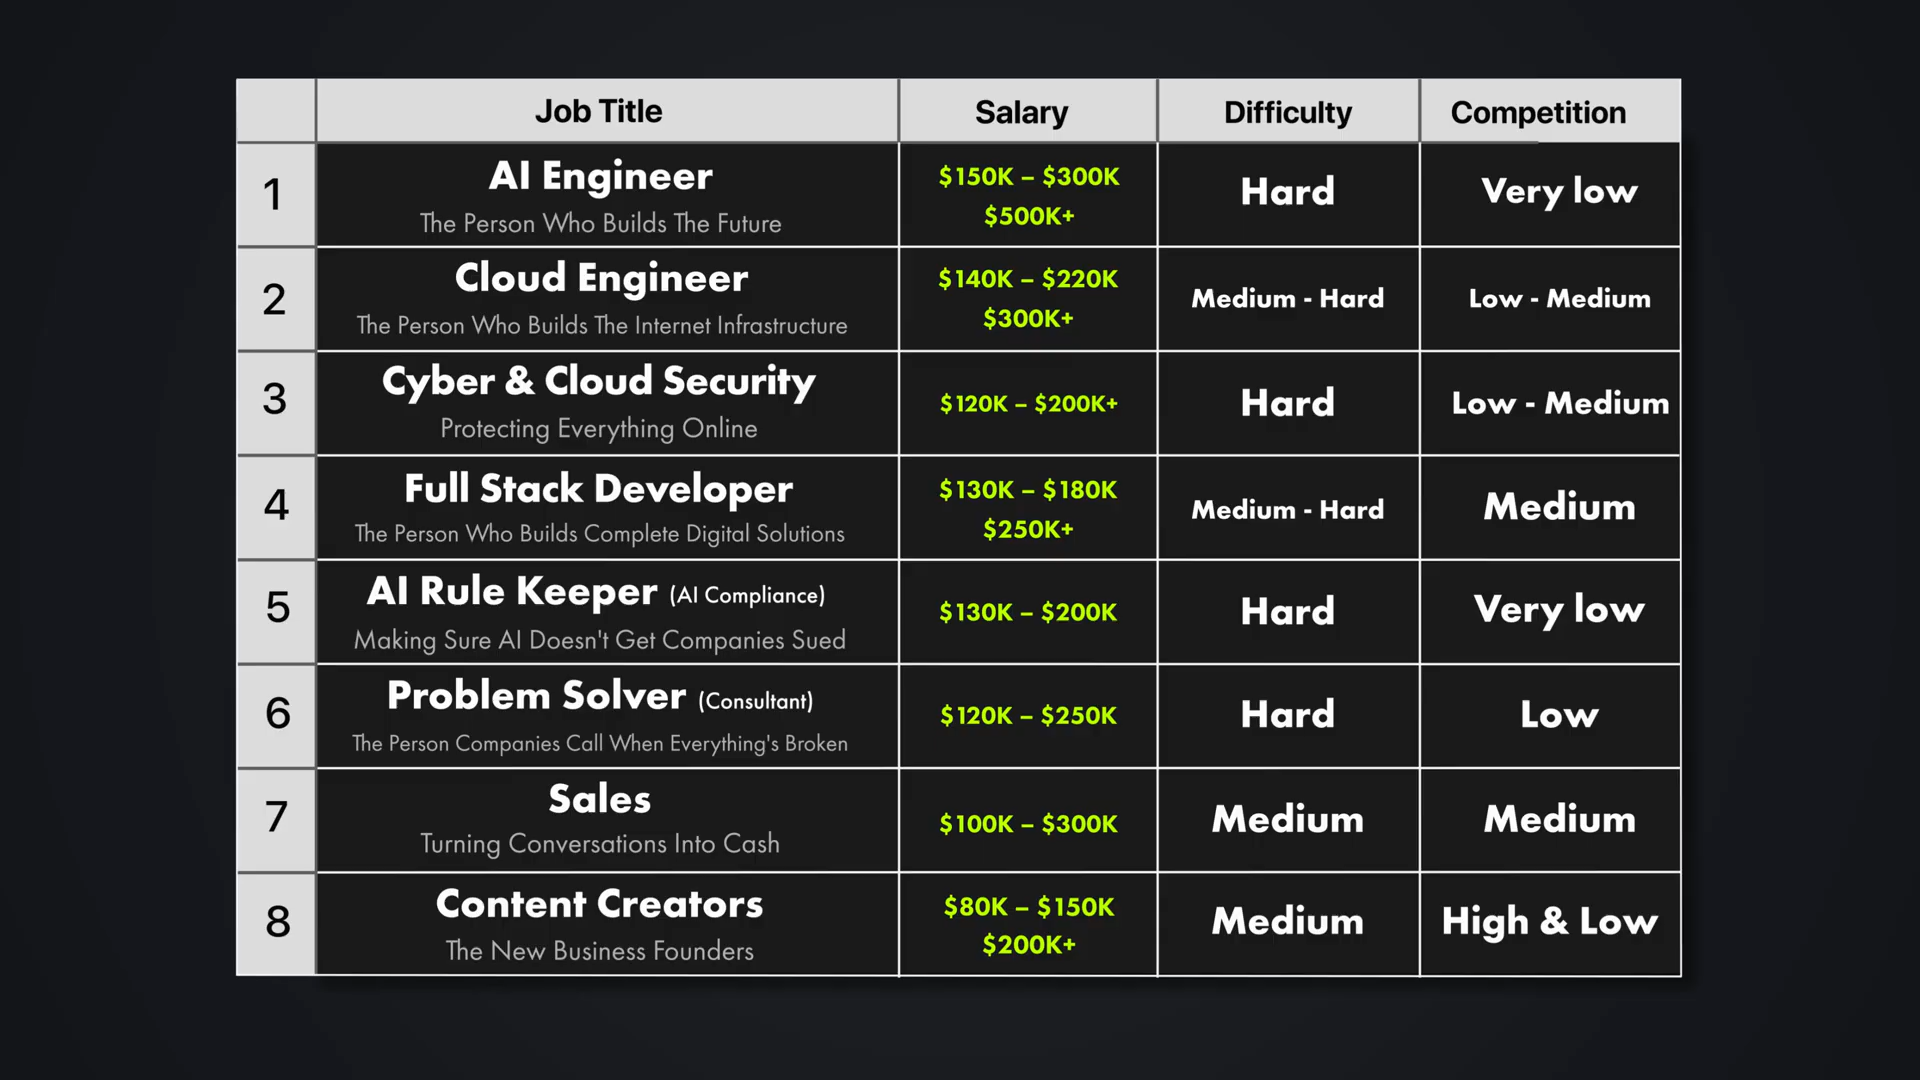 Job Title Salary Difficulty Competition
1 AI Engineer $150K – $300K Hard Very low
The Person Who Builds The Future $500K+
2 Cloud Engineer $140K – $220K Medium - Hard Low - Medium
The Person Who Builds The Internet Infrastructure $300K+
3 Cyber & Cloud Security $120K – $200K+ Hard Low - Medium
Protecting Everything Online
4 Full Stack Developer $130K – $180K Medium - Hard Medium
The Person Who Builds Complete Digital Solutions $250K+
5 AI Rule Keeper (AI Compliance) $130K – $200K Hard Very low
Making Sure AI Doesn't Get Companies Sued
6 Problem Solver (Consultant) $120K – $250K Hard Low
The Person Companies Call When Everything's Broken
7 Sales $100K – $300K Medium Medium
Turning Conversations Into Cash
8 Content Creators $80K – $150K Medium High & Low
The New Business Founders $200K+